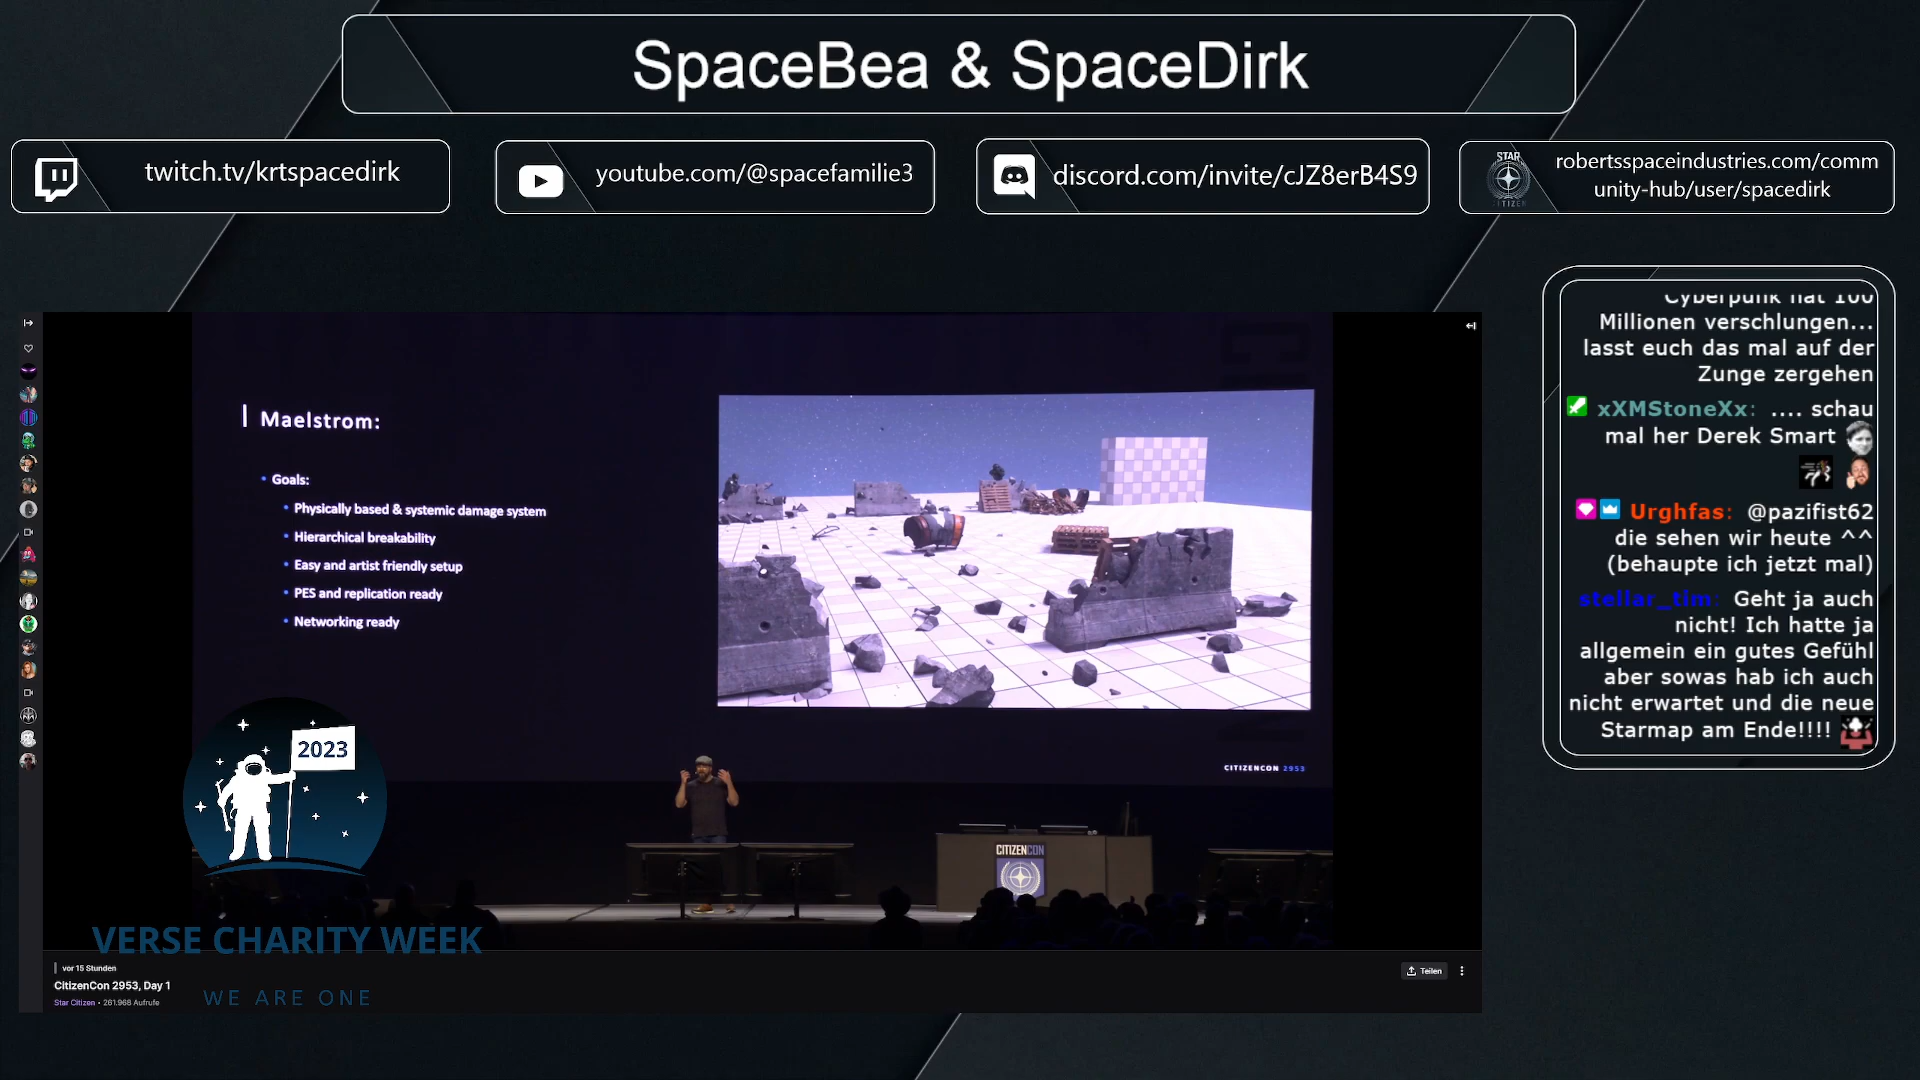 SpaceBea & SpaceDirk
twitch.tv/krtspacedirk
youtube.com/@spacefamilie3
discord.com/invite/cJZ8erB4S9
STAR
CITIZEN
robertsspaceindustries.com/comm
unity-hub/user/spacedirk
Maelstrom:
• Goals:
• Physically based & systemic damage system
• Hierarchical breakability
• Easy and artist friendly setup
• PES and replication ready
• Networking ready
CITIZENCON 2953
CITIZENCON
2023
VERSE CHARITY WEEK
WE ARE ONE
vor 15 Stunden
CitizenCon 2953, Day 1
Star Citizen • 261.968 Aufrufe
Teilen
Cyberpunk hat 100
Millionen verschlungen...
lasst euch das mal auf der
Zunge zergehen
xXMStoneXx: .... schau
mal her Derek Smart
Urghfas: @pazifist62
die sehen wir heute ^^
(behaupte ich jetzt mal)
stellar_tim: Geht ja auch
nicht! Ich hatte ja
allgemein ein gutes Gefühl
aber sowas hab ich auch
nicht erwartet und die neue
Starmap am Ende!!!!